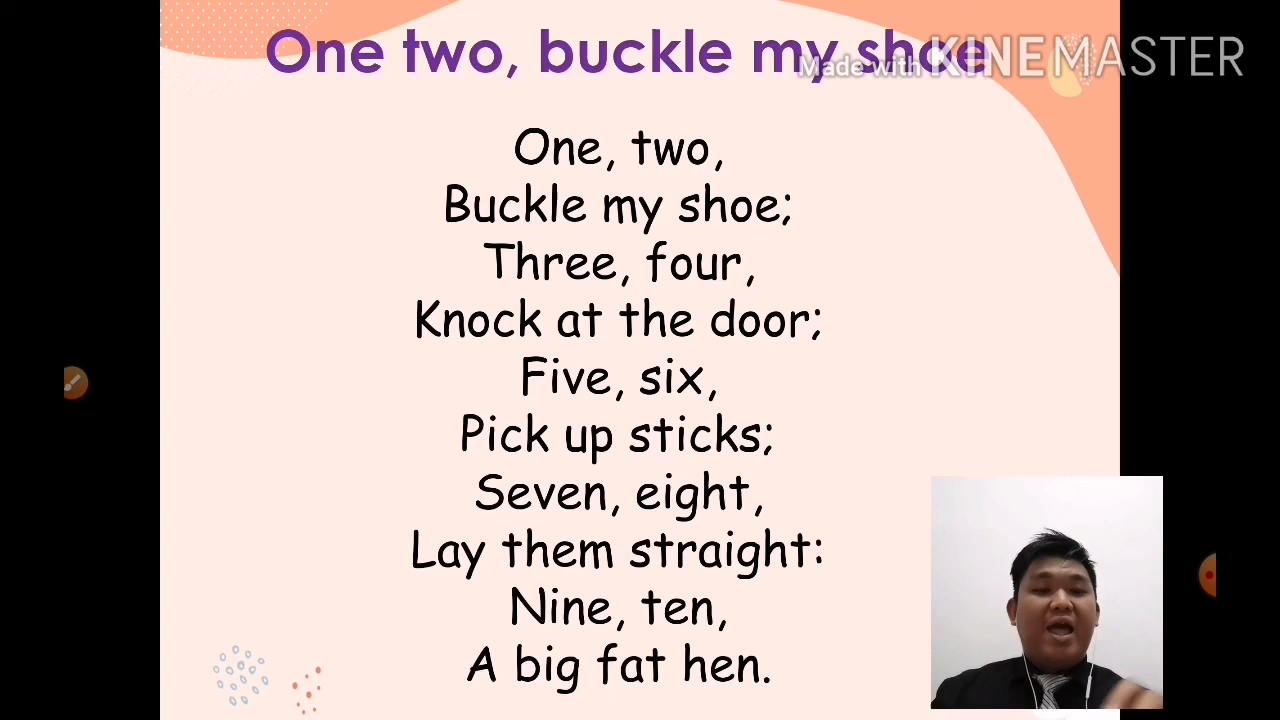 One two, buckle my shoe
Made with KINEMASTER
One, two,
Buckle my shoe;
Three, four,
Knock at the door;
Five, six,
Pick up sticks;
Seven, eight,
Lay them straight:
Nine, ten,
A big fat hen.